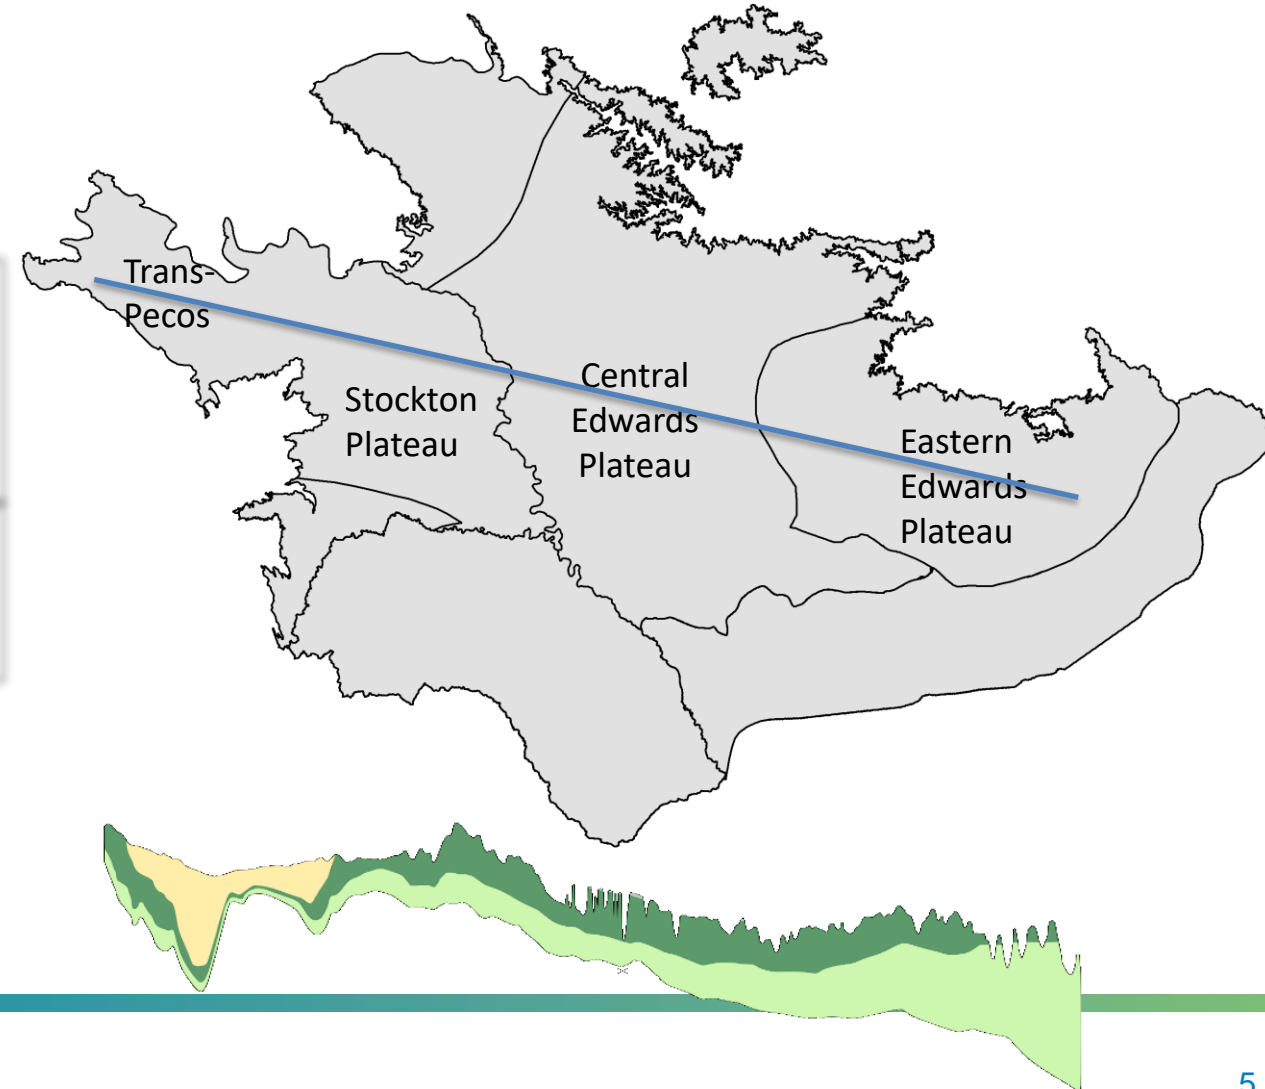 Trans-
Pecos
Stockton
Plateau
Central
Edwards
Plateau
Eastern
Edwards
Plateau
5